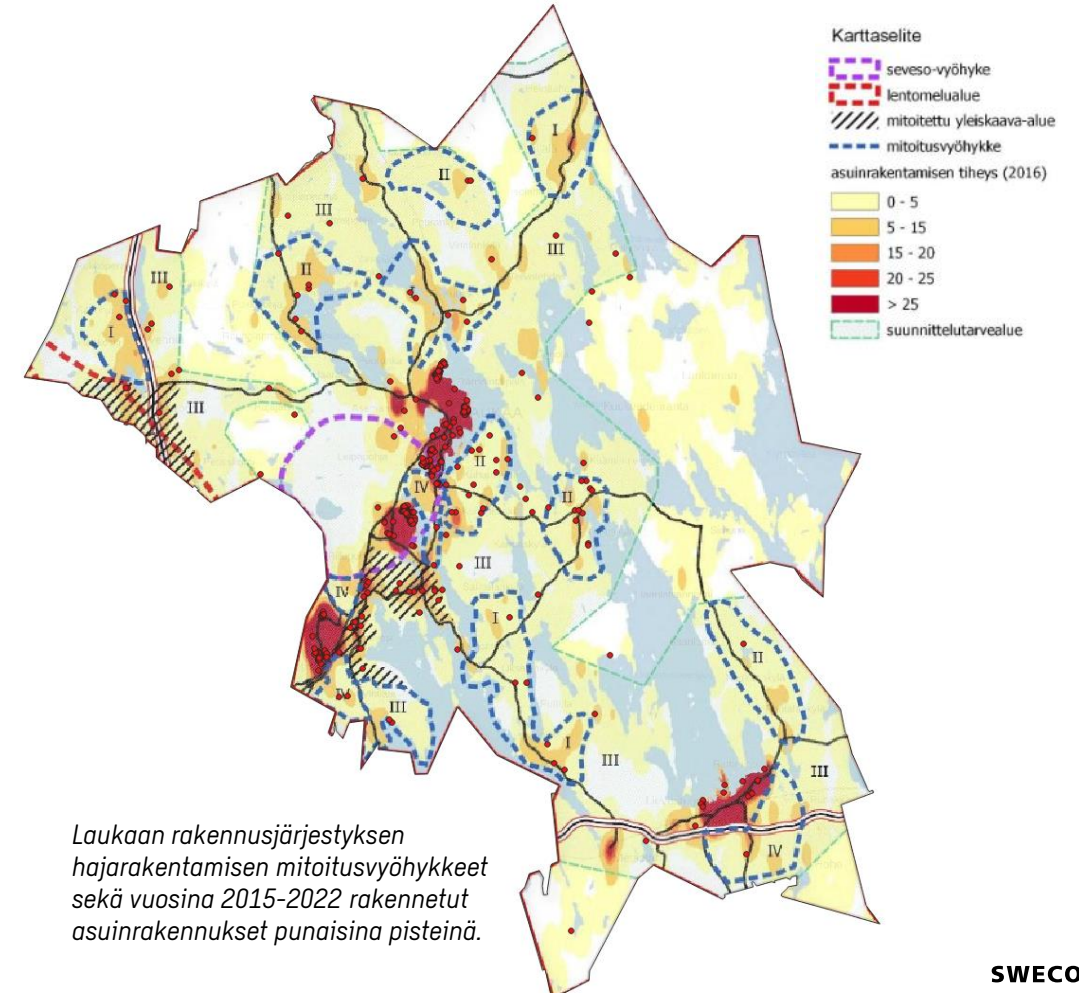 Karttaselite
seveso-vyöhyke
lentomelualue
mitoitettu yleiskaava-alue
mitoitusvyöhykke
asuinrakentamisen tiheys (2016)
0 - 5
5 - 15
15 - 20
20 - 25
> 25
suunnittelutarvealue
I
II
III
III
II
III
I
III
II
IV
II
III
IV
I
II
IV
III
I
III
III
IV
Laukaan rakennusjärjestyksen
hajarakentamisen mitoitusvyöhykkeet
sekä vuosina 2015-2022 rakennetut
asuinrakennukset punaisina pisteinä.
SWECO